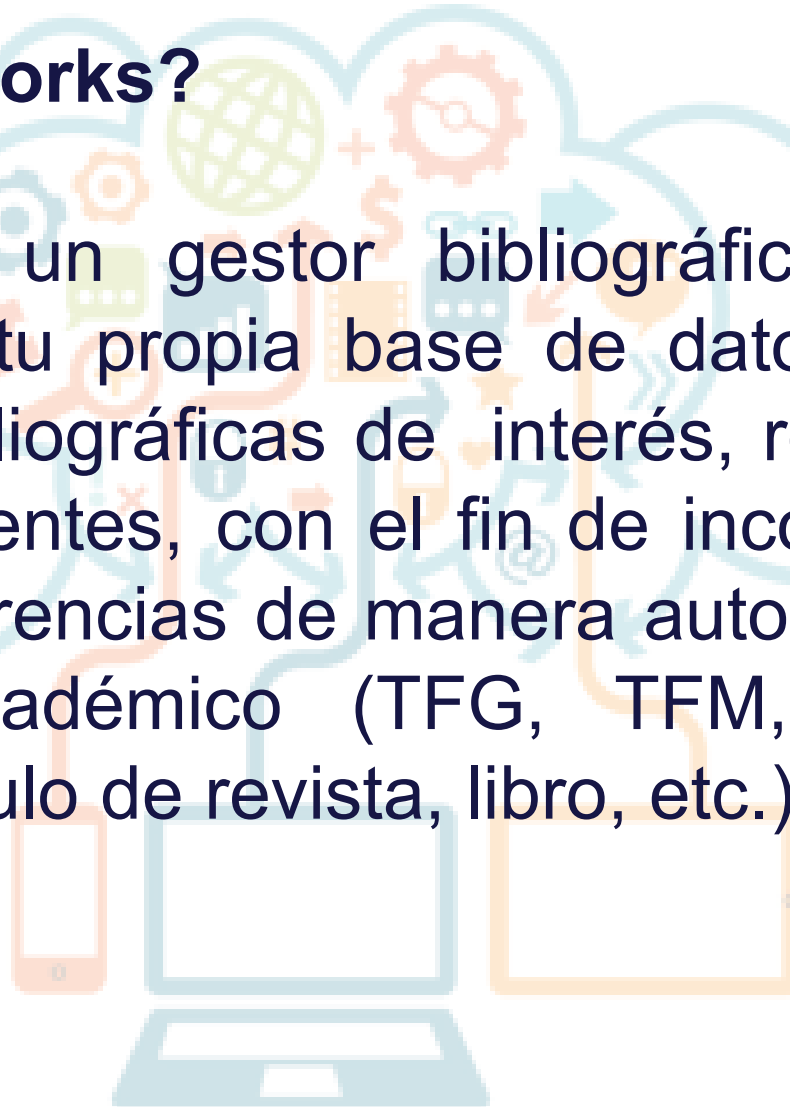 orks?
un gestor bibliográfic
tu propia base de dato
liográficas de interés, r
entes, con el fin de inco
rencias de manera auto
adémico (TFG, TFM,
ulo de revista, libro, etc.)